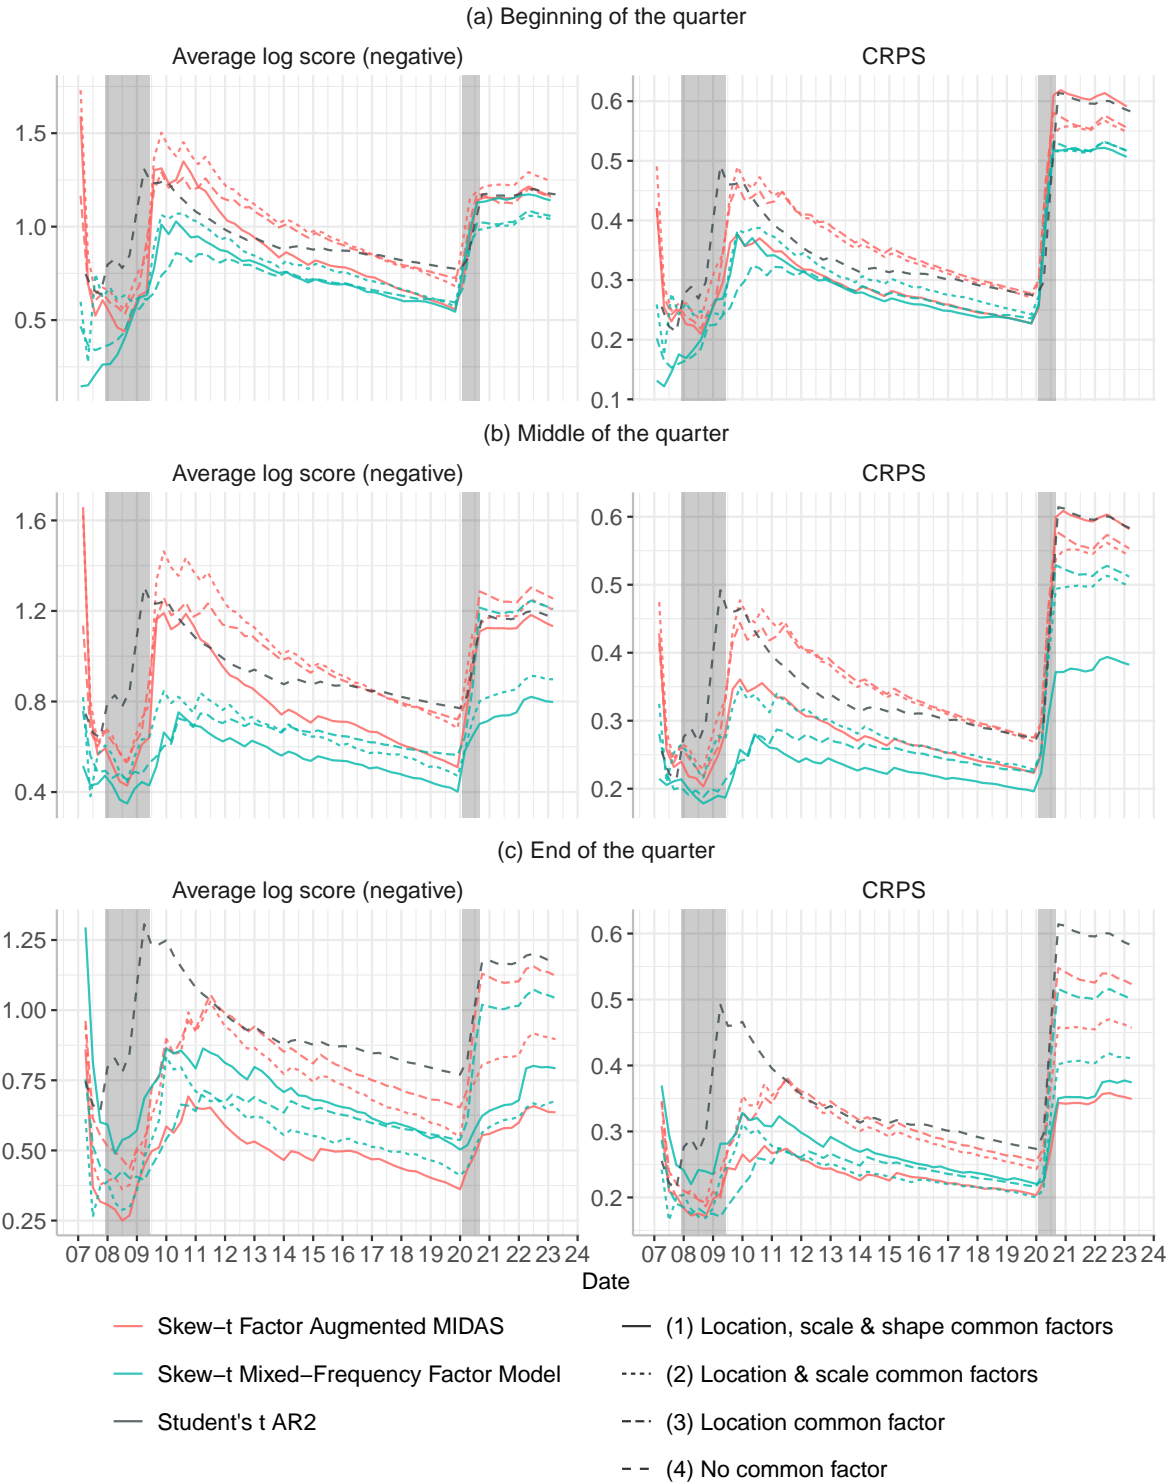 (a) Beginning of the quarter
Average log score (negative) CRPS
1.5
1.0
0.5
0.6
0.5
0.4
0.3
0.2
0.1
(b) Middle of the quarter
Average log score (negative) CRPS
1.6
1.2
0.8
0.4
0.6
0.5
0.4
0.3
0.2
(c) End of the quarter
Average log score (negative) CRPS
1.25
1.00
0.75
0.50
0.25
0.6
0.5
0.4
0.3
0.2
07 08 09 10 11 12 13 14 15 16 17 18 19 20 21 22 23 24
07 08 09 10 11 12 13 14 15 16 17 18 19 20 21 22 23 24
Date
Skew−t Factor Augmented MIDAS
Skew−t Mixed−Frequency Factor Model
Student's t AR2
(1) Location, scale & shape common factors
(2) Location & scale common factors
(3) Location common factor
(4) No common factor